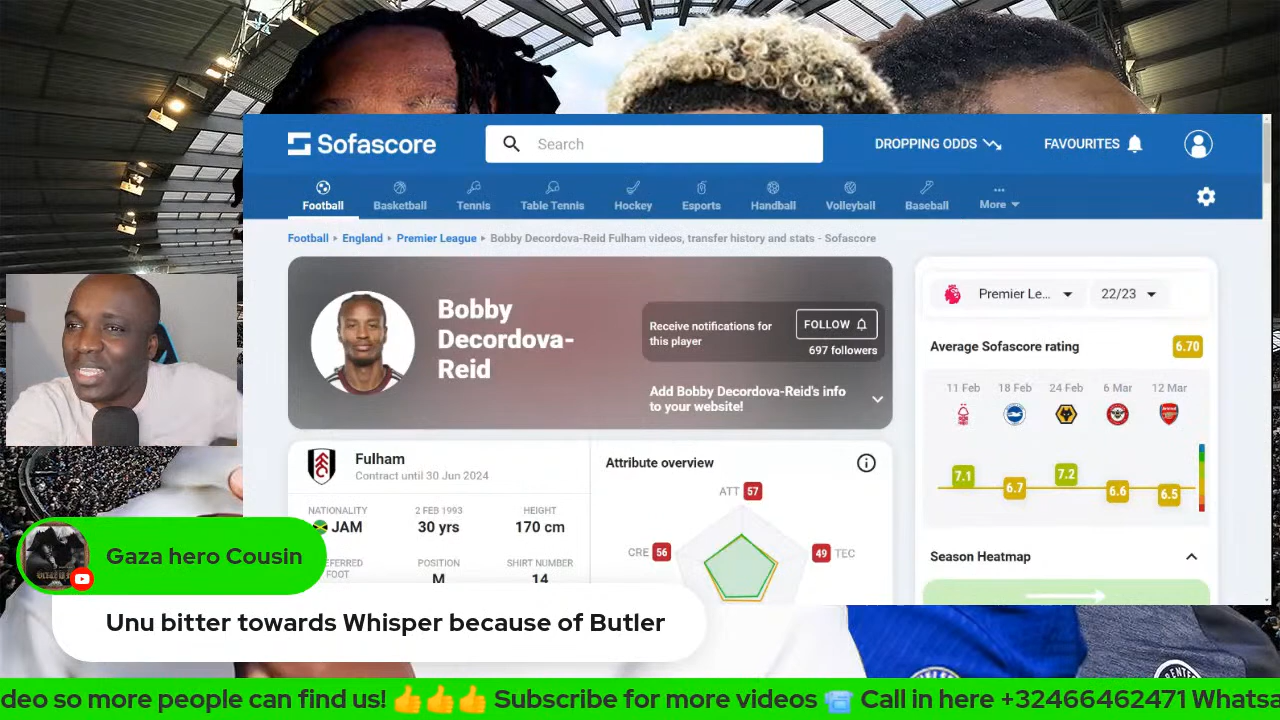 Sofascore
Search
DROPPING ODDS
FAVOURITES
Football
Basketball
Tennis
Table Tennis
Hockey
Esports
Handball
Volleyball
Baseball
More
Football
England
Premier League
Bobby Decordova-Reid Fulham videos, transfer history and stats - Sofascore
Bobby
Decordova-
Reid
Receive notifications for
this player
FOLLOW
697 followers
Add Bobby Decordova-Reid's info
to your website!
Premier Le...
22/23
Average Sofascore rating
6.70
11 Feb
18 Feb
24 Feb
6 Mar
12 Mar
7.1
6.7
7.2
6.6
6.5
Season Heatmap
Fulham
Contract until 30 Jun 2024
NATIONALITY
JAM
2 FEB 1993
30 yrs
HEIGHT
170 cm
EFERRED
FOOT
POSITION
M
SHIRT NUMBER
14
Attribute overview
ATT 57
CRE 56
49 TEC
Gaza hero Cousin
Unu bitter towards Whisper because of Butler
deo so more people can find us! 👍👍👍 Subscribe for more videos 📹 Call in here +32466462471 Whatsa